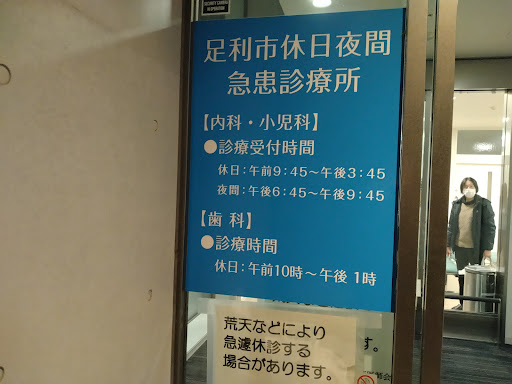 足利市休日夜間
急患診療所
【内科・小児科】
●診療受付時間
休日：午前9：45～午後3：45
夜間：午後6：45～午後9：45
【歯 科】
●診療時間
休日：午前10時～午後 1時
荒天などにより
急遽休診する
場合があります。
す。